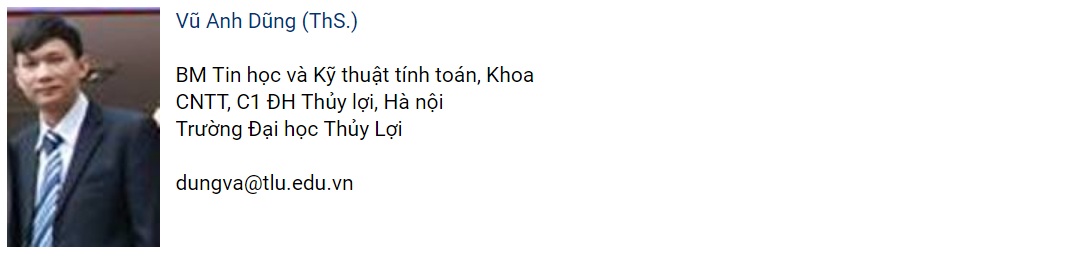 Vũ Anh Dũng (ThS.)
BM Tin học và Kỹ thuật tính toán, Khoa
CNTT, C1 ĐH Thủy lợi, Hà nội
Trường Đại học Thủy Lợi
dungva@tlu.edu.vn